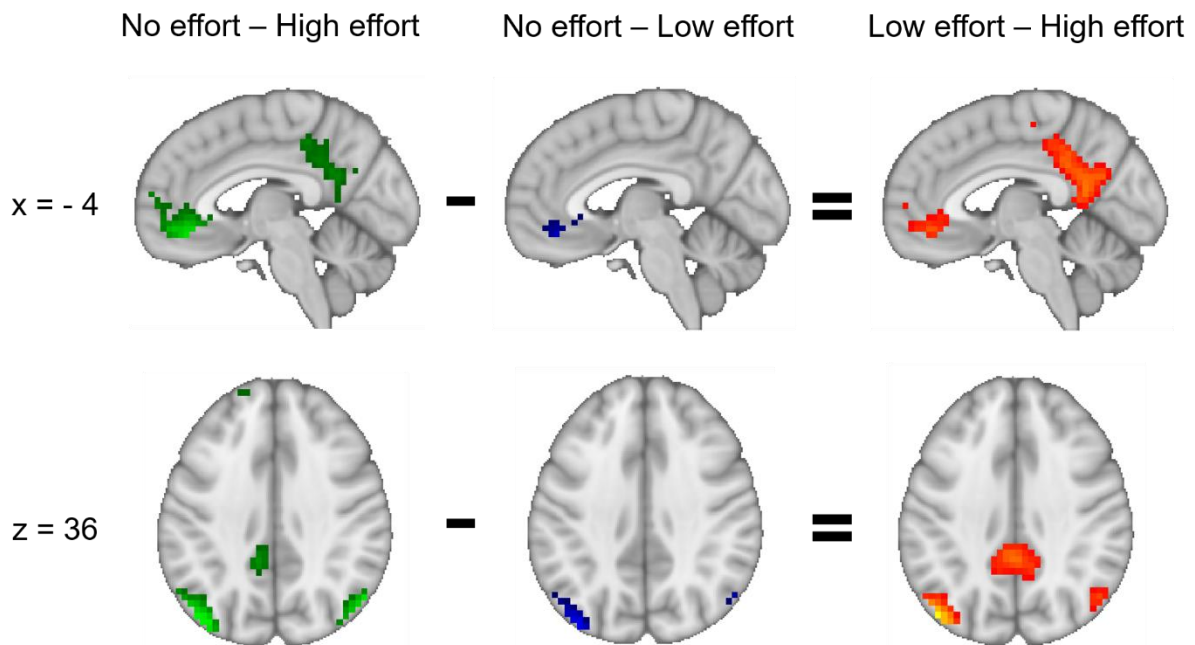 No effort – High effort
No effort – Low effort
Low effort – High effort
x = - 4
-
=
z = 36
-
=